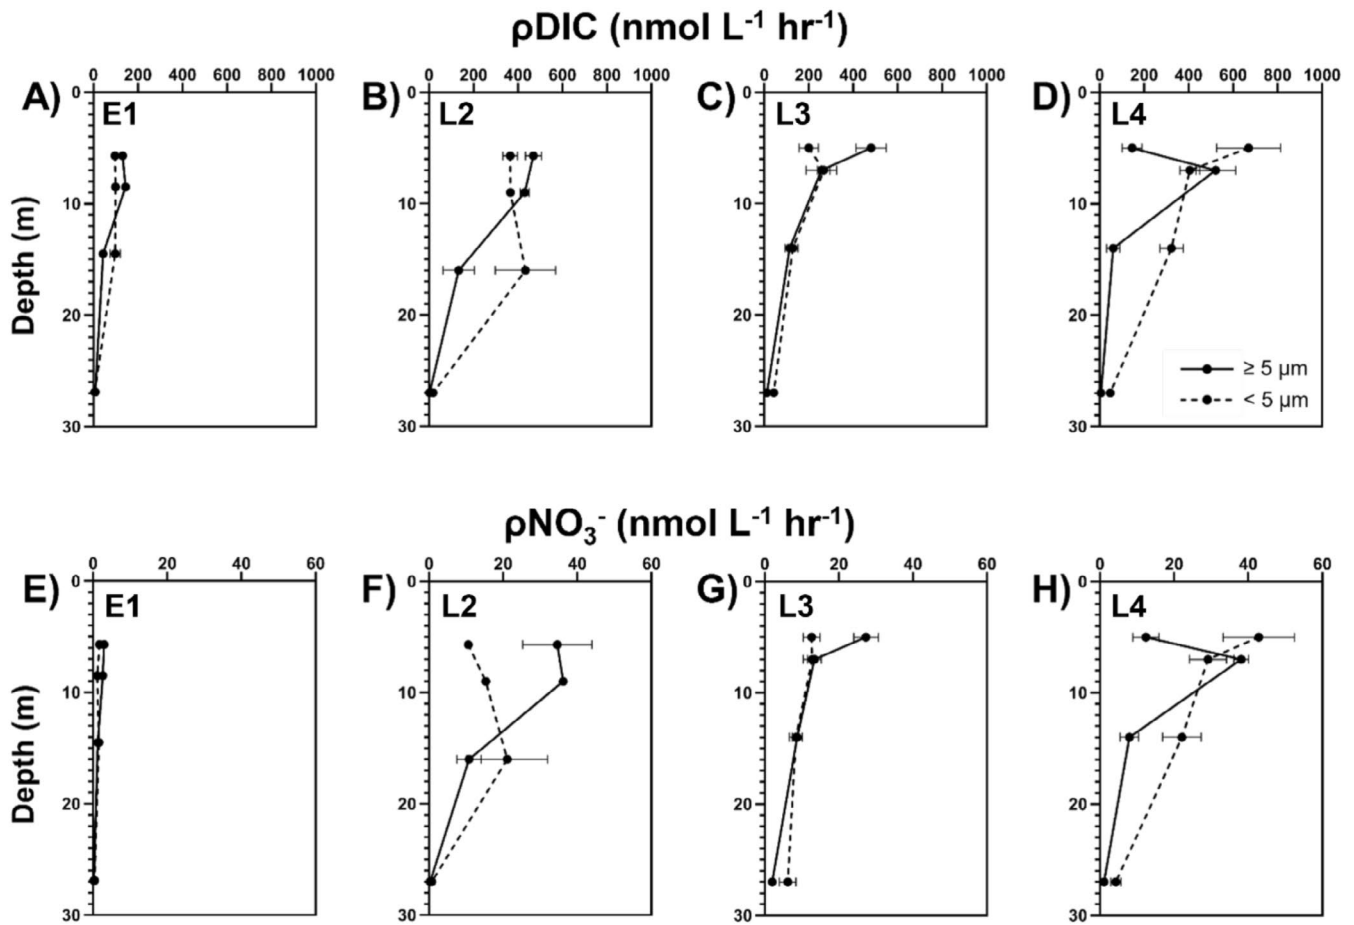 ρDIC (nmol L⁻¹ hr⁻¹)
A) 0 200 400 600 800 1000 B) 0 200 400 600 800 1000 C) 0 200 400 600 800 1000 D) 0 200 400 600 800 1000
0 E1 0 L2 0 L3 0 L4
Depth (m)
10 10 10 10
20 20 20 20
≥ 5 μm
< 5 μm
30 30 30 30
ρNO₃⁻ (nmol L⁻¹ hr⁻¹)
0 20 40 60 0 20 40 60 0 20 40 60 0 20 40 60
E) 0 E1 F) 0 L2 G) 0 L3 H) 0 L4
Depth (m)
10 10 10 10
20 20 20 20
30 30 30 30